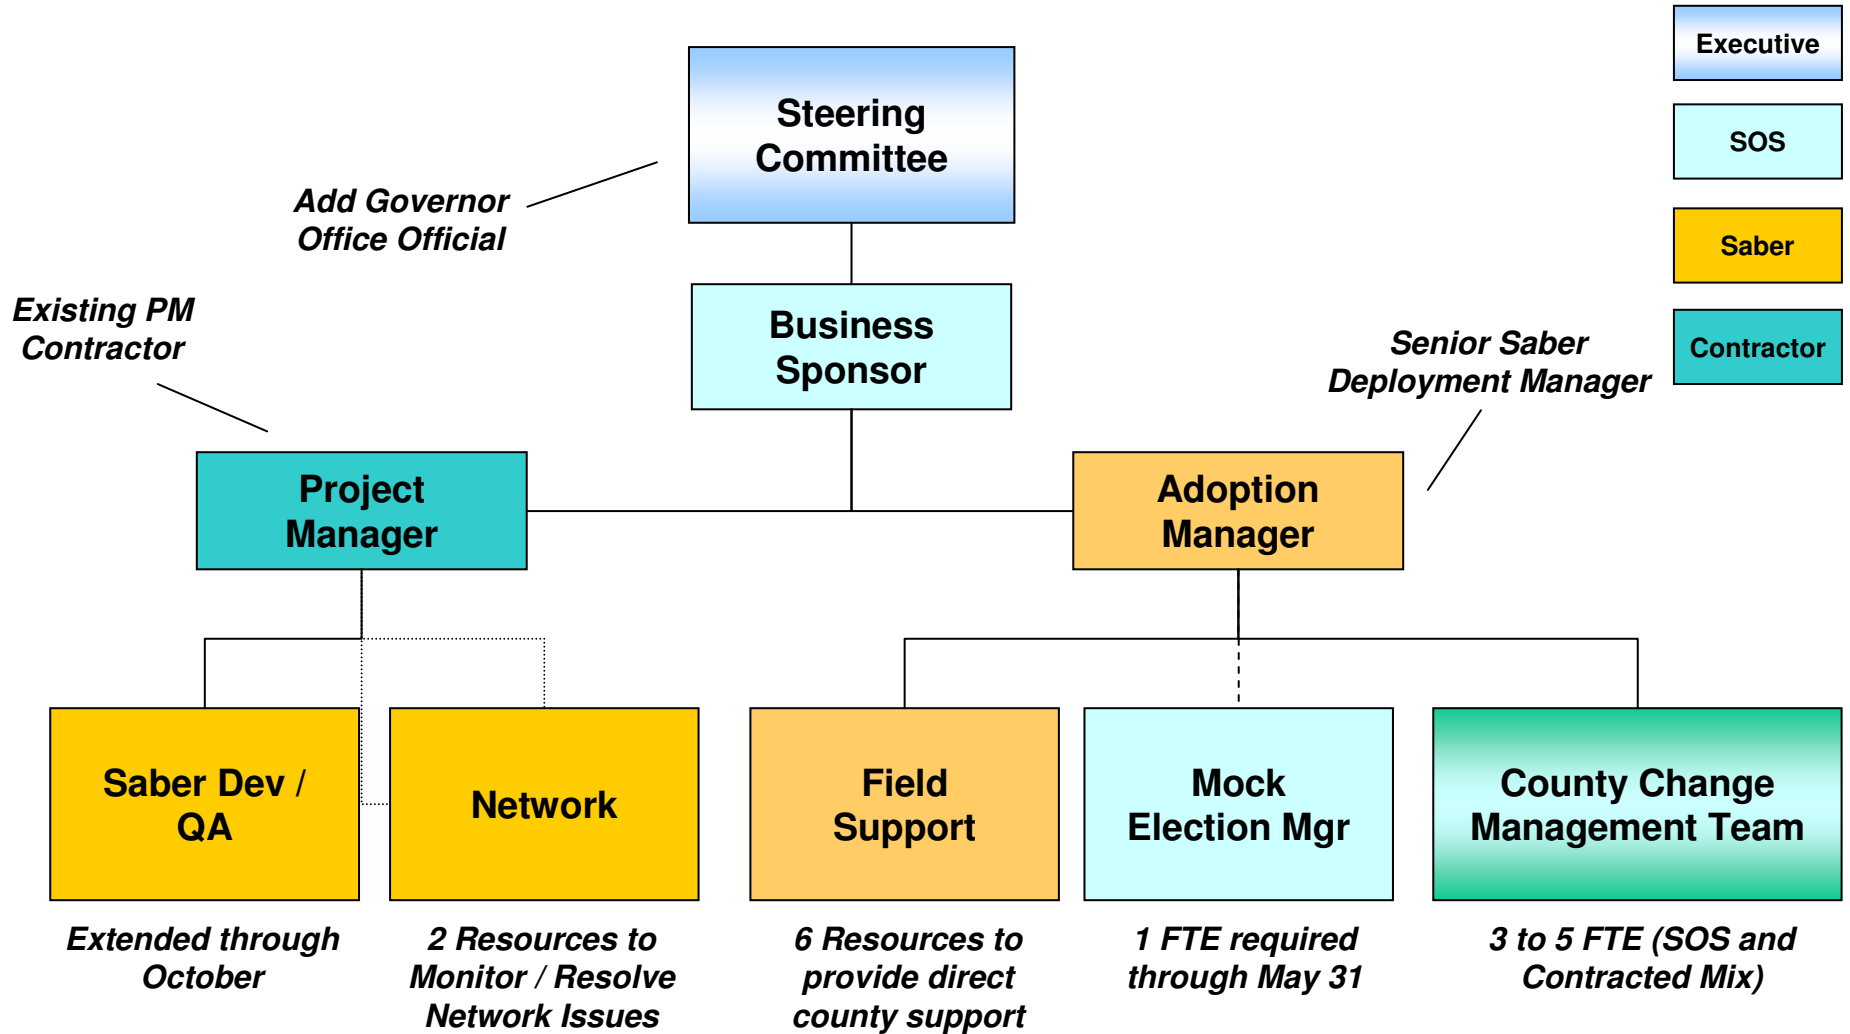 Executive
Steering
Committee
SOS
Add Governor
Office Official
Saber
Existing PM
Contractor
Business
Sponsor
Senior Saber
Deployment Manager
Contractor
Project
Manager
Adoption
Manager
Saber Dev /
QA
Network
Field
Support
Mock
Election Mgr
County Change
Management Team
Extended through
October
2 Resources to
Monitor / Resolve
Network Issues
6 Resources to
provide direct
county support
1 FTE required
through May 31
3 to 5 FTE (SOS and
Contracted Mix)